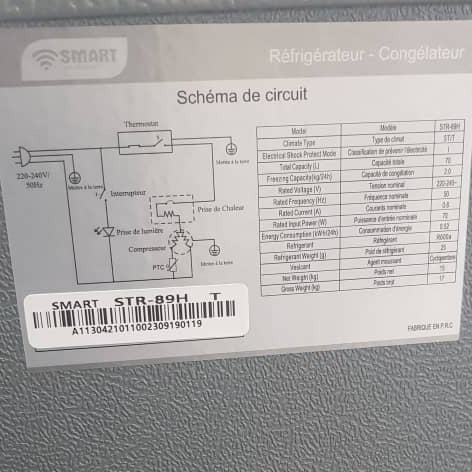 SMART
Réfrigérateur - Congélateur
Schéma de circuit
Thermostat
Mettre à la terre
220-240V/
50Hz
Mettre à la terre
Interrupteur
Mettre à la terre
Prise de Chaleur
Prise de lumière
Compresseur
PTC
Model Modèle STR-89H
Climate Type Type de climat ST/T
Electrical Shock Protect Mode Classification de prévenir l'électricité I
Total Capacity (L) Capacité totale 70
Freezing Capacity(kg/24h) Capacité de congélation 2.0
Rated Voltage (V) Tension nominal 220-240~
Rated Frequency (Hz) Fréquence nominale 50
Rated Current (A) Courante nominale 0.6
Rated Input Power (W) Puissance d'entrée nominale 70
Energy Consumption (kWh/24h) Consommation d'énergie 0.52
Refrigerant Réfrigérant R600a
Refrigerant Weight (g) Poid de réfrigérant 25
Vesicant Agent moussant Cyclopentane
Net Weight (kg) Poids net 15
Gross Weight (kg) Poids brut 17
SMART STR-89H T
A1130421011002309190119
FABRIQUE EN P.R.C